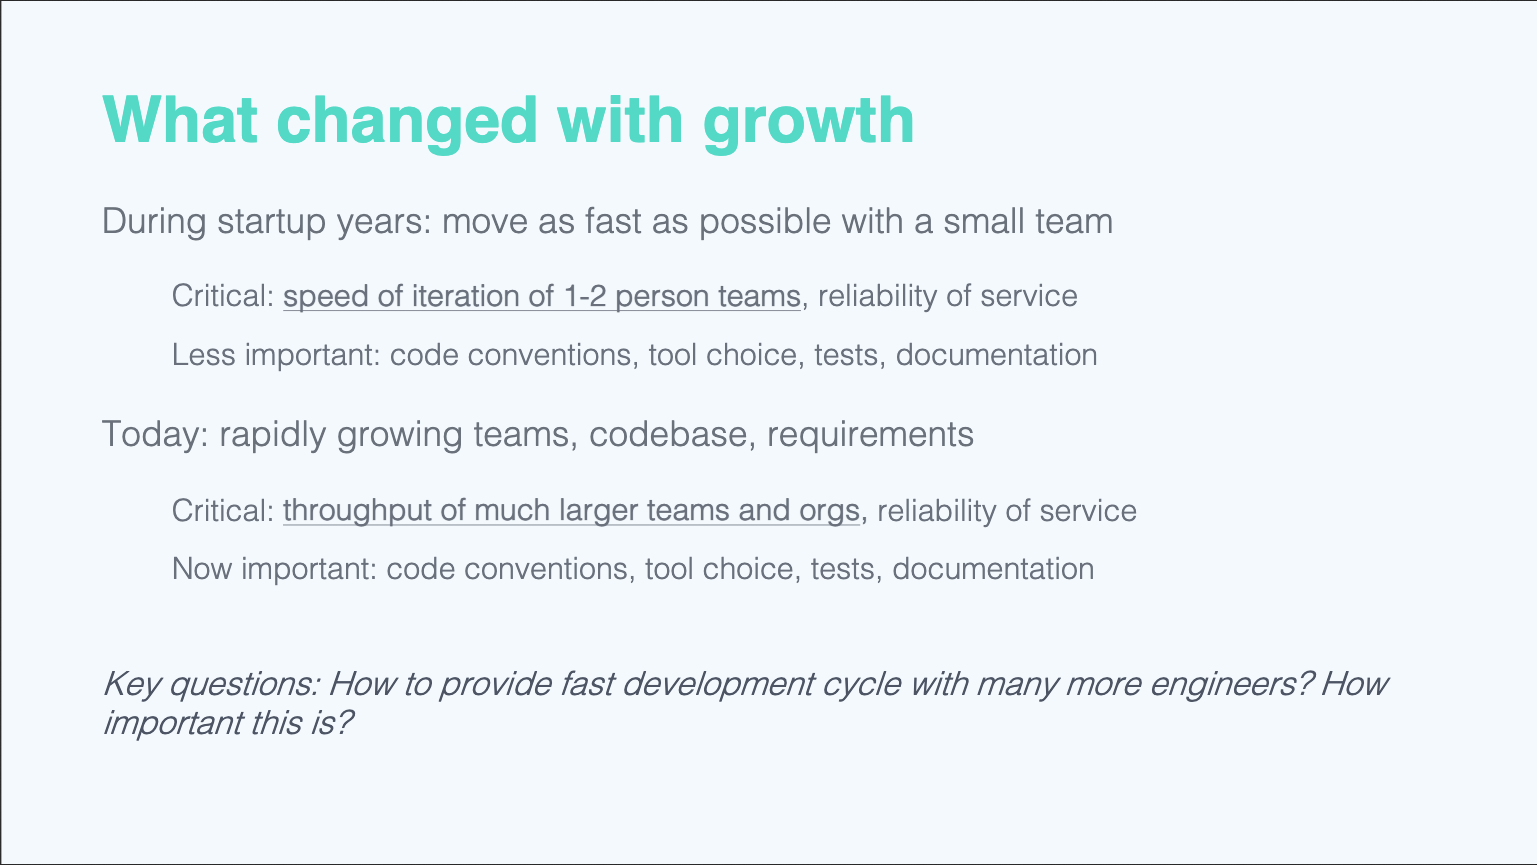 What changed with growth
During startup years: move as fast as possible with a small team
Critical: speed of iteration of 1-2 person teams, reliability of service
Less important: code conventions, tool choice, tests, documentation
Today: rapidly growing teams, codebase, requirements
Critical: throughput of much larger teams and orgs, reliability of service
Now important: code conventions, tool choice, tests, documentation
Key questions: How to provide fast development cycle with many more engineers? How
important this is?